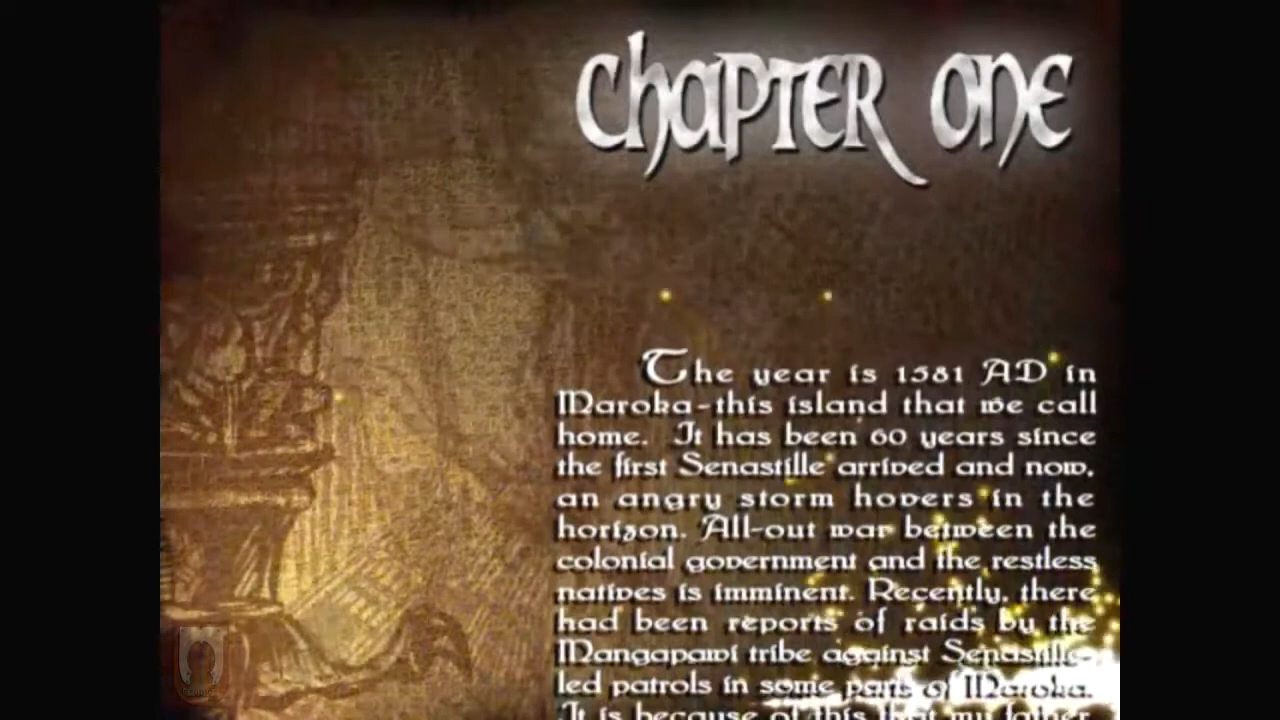 Chapter One
The year is 1581 AD in
Maroka-this island that we call
home. It has been 60 years since
the first Senastille arrived and now,
an angry storm hovers in the
horizon. All-out war between the
colonial government and the restless
natives is imminent. Recently, there
had been reports of raids by the
Mangapawi tribe against Senastille-
led patrols in some parts of Maroka.
It is because of this that my father